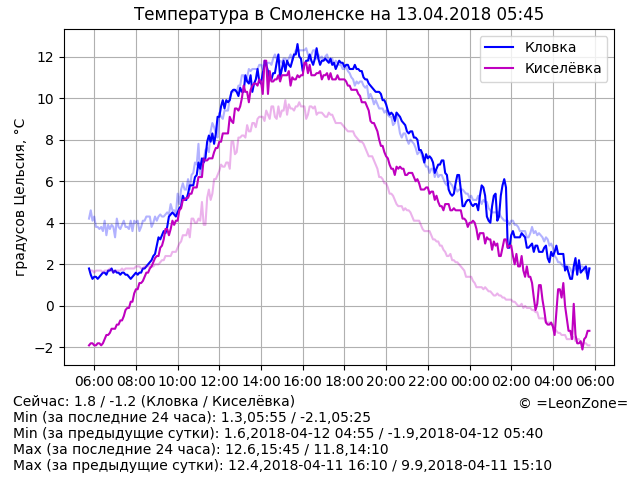 Температура в Смоленске на 13.04.2018 05:45
Кловка
Киселёвка
градусов Цельсия, °C
12
10
8
6
4
2
0
−2
06:00 08:00 10:00 12:00 14:00 16:00 18:00 20:00 22:00 00:00 02:00 04:00 06:00
Сейчас: 1.8 / -1.2 (Кловка / Киселёвка)
© =LeonZone=
Min (за последние 24 часа): 1.3,05:55 / -2.1,05:25
Min (за предыдущие сутки): 1.6,2018-04-12 04:55 / -1.9,2018-04-12 05:40
Max (за последние 24 часа): 12.6,15:45 / 11.8,14:10
Max (за предыдущие сутки): 12.4,2018-04-11 16:10 / 9.9,2018-04-11 15:10